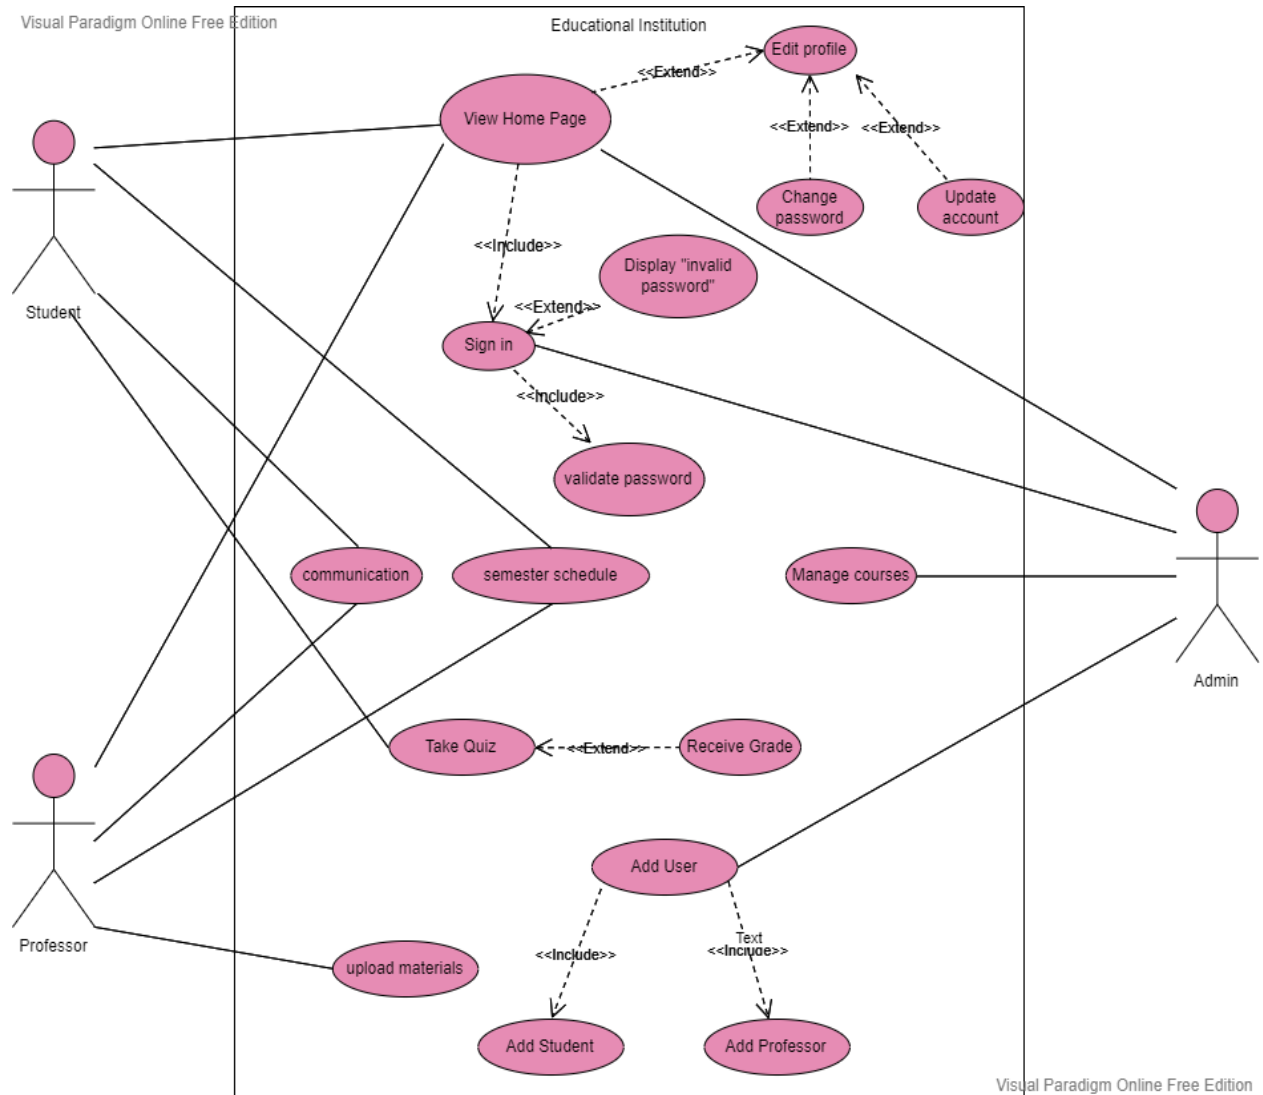 Visual Paradigm Online Free Edition
Educational Institution
Edit profile
<<Extend>>
View Home Page
<<Extend>>
<<Extend>>
Change
password
Update
account
<<Include>>
Display "invalid
password"
<<Extend>>
Student
Sign in
<<Include>>
validate password
communication
semester schedule
Manage courses
Admin
Take Quiz
<<Extend>>
Receive Grade
Add User
Professor
Text
<<Include>>
<<Include>>
upload materials
Add Student
Add Professor
Visual Paradigm Online Free Edition